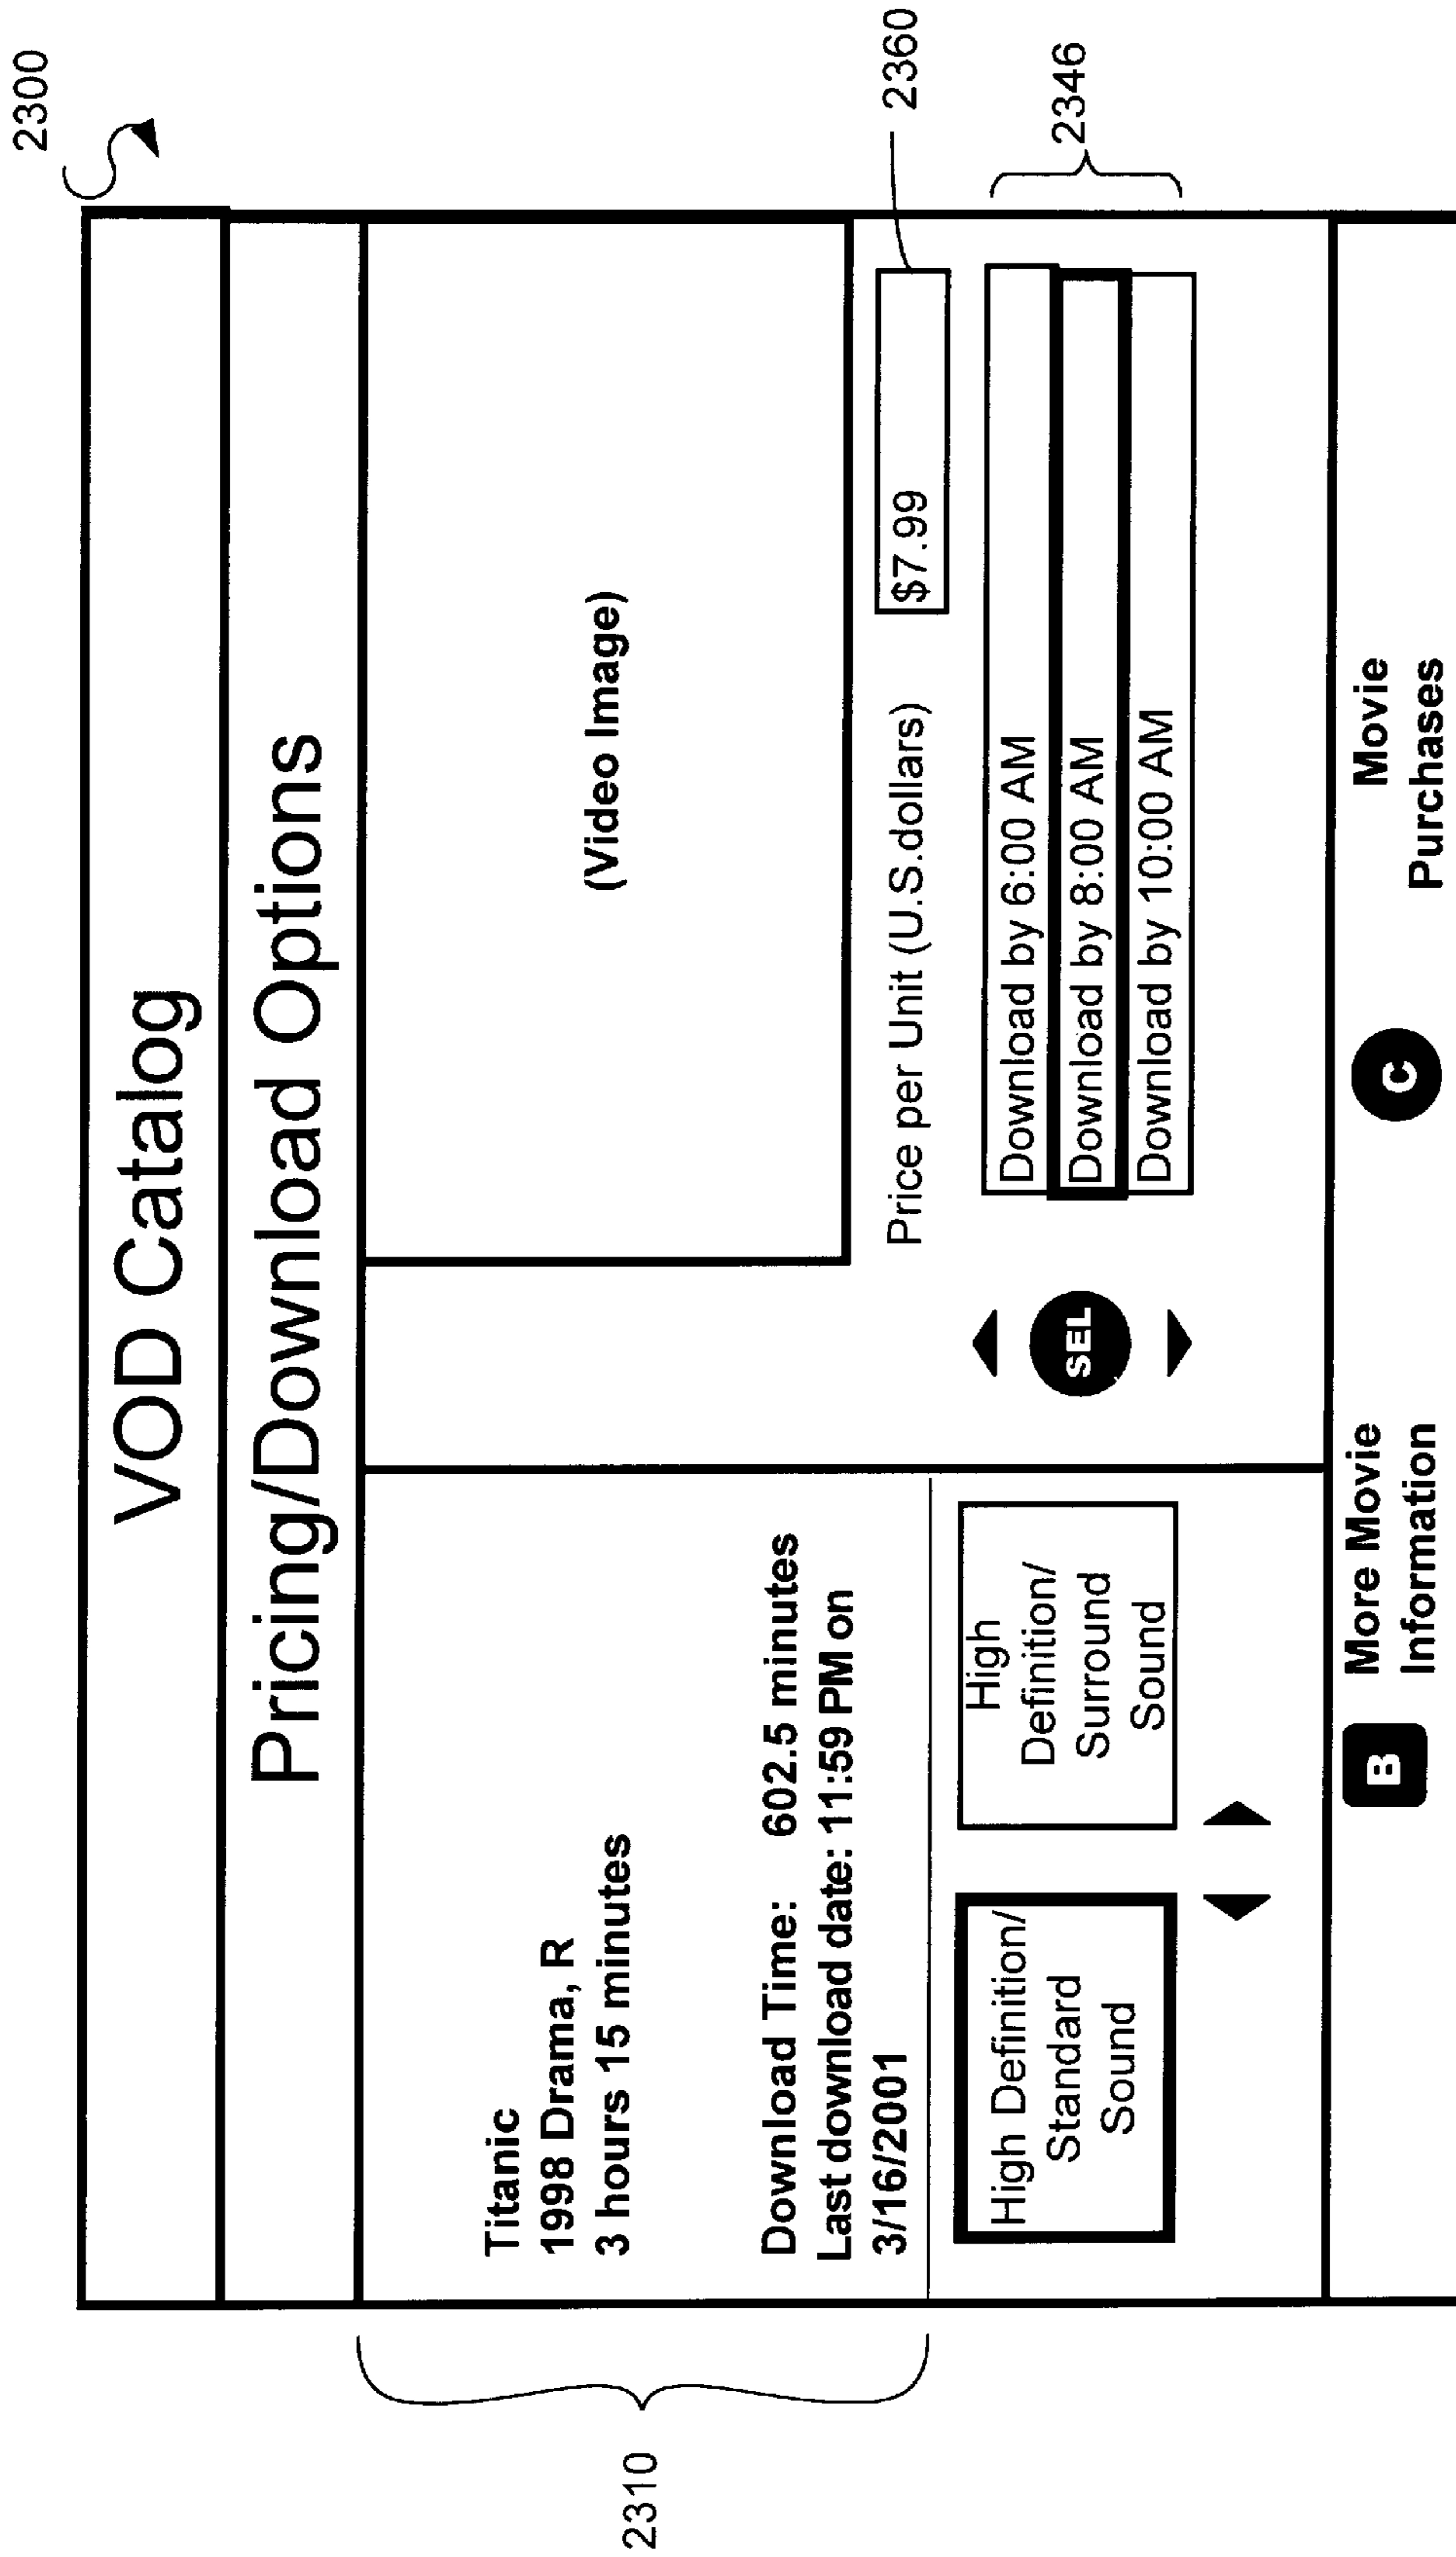 2300
VOD Catalog
Pricing/Download Options
2310
Titanic
1998 Drama, R
3 hours 15 minutes
Download Time: 602.5 minutes
Last download date: 11:59 PM on
3/16/2001
(Video Image)
Price per Unit (U.S.dollars)
$7.99
2360
High Definition/
Standard
Sound
High
Definition/
Surround
Sound
SEL
Download by 6:00 AM
Download by 8:00 AM
Download by 10:00 AM
2346
B
More Movie
Information
C
Movie
Purchases